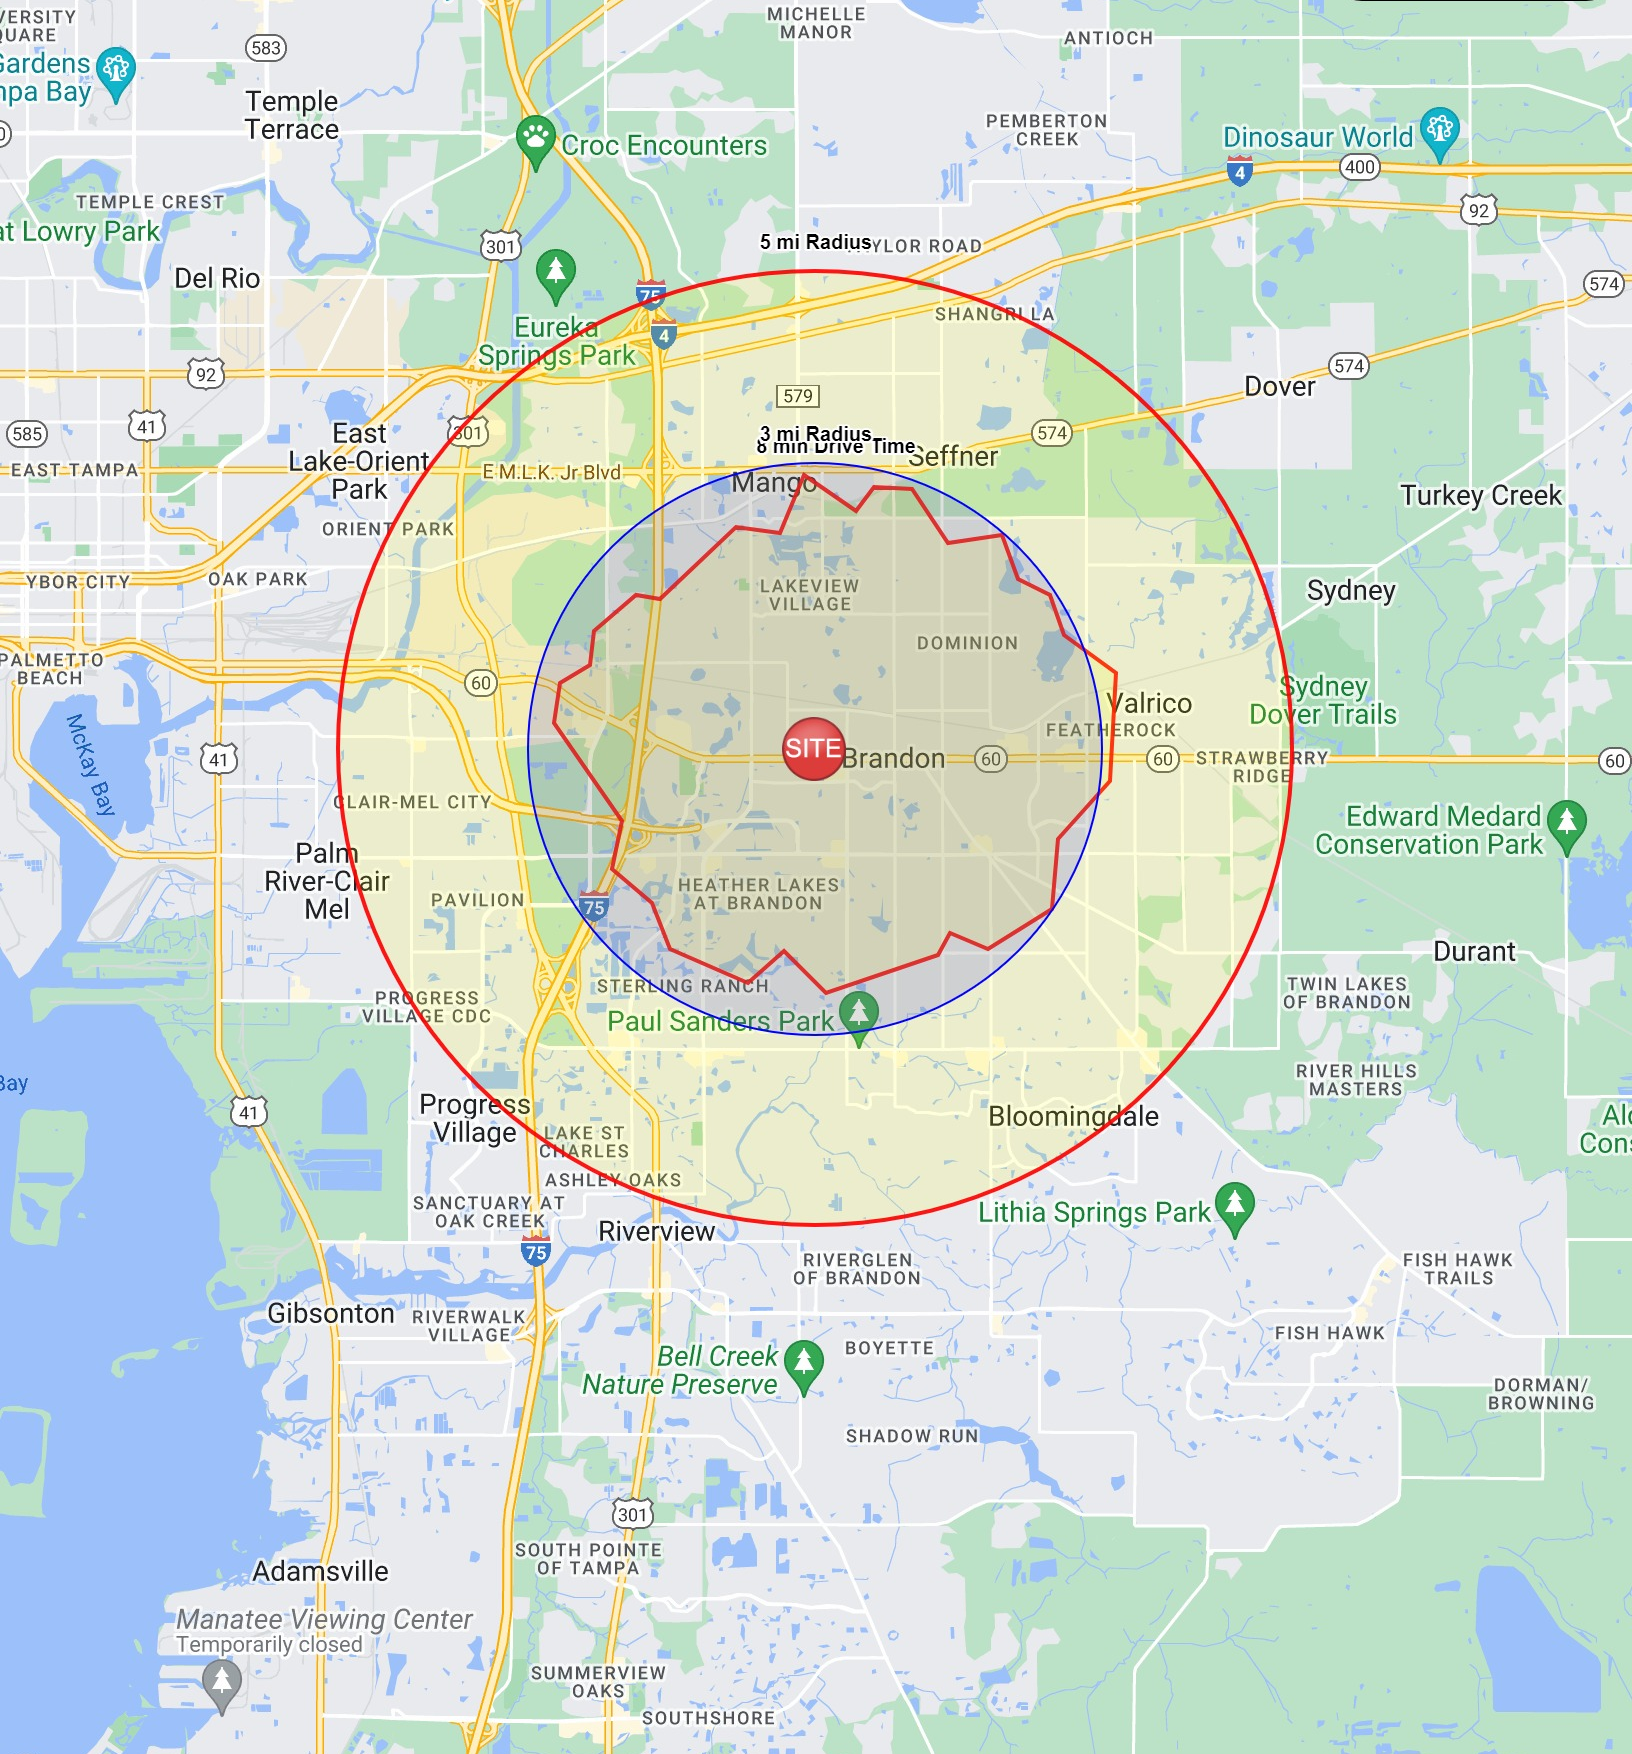 VERSITY
QUARE
MICHELLE
MANOR
ANTIOCH
583
Gardens
mpa Bay
Temple
Terrace
PEMBERTON
CREEK
Dinosaur World
Croc Encounters
4
400
92
TEMPLE CREST
at Lowry Park
301
5 mi Radius
YLOR ROAD
Del Rio
75
574
Eureka
Springs Park
4
SHANGRI LA
92
574
Dover
579
41
585
301
East
Lake-Orient
Park
3 mi Radius
8 min Drive Time
574
Seffner
EAST TAMPA
E M.L.K. Jr Blvd
Mango
Turkey Creek
ORIENT PARK
YBOR CITY
OAK PARK
LAKEVIEW
VILLAGE
Sydney
DOMINION
PALMETTO
BEACH
60
Sydney
Dover Trails
Valrico
FEATHEROCK
McKay Bay
41
SITE
Brandon
60
60
STRAWBERRY
RIDGE
60
CLAIR-MEL CITY
Edward Medard
Conservation Park
Palm
River-Clair
Mel
HEATHER LAKES
AT BRANDON
PAVILION
75
Durant
STERLING RANCH
TWIN LAKES
OF BRANDON
PROGRESS
VILLAGE CDC
Paul Sanders Park
Bay
RIVER HILLS
MASTERS
41
Progress
Village
Bloomingdale
Ald
Cons
LAKE ST
CHARLES
ASHLEY OAKS
SANCTUARY AT
OAK CREEK
Lithia Springs Park
Riverview
75
RIVERGLEN
OF BRANDON
FISH HAWK
TRAILS
Gibsonton
RIVERWALK
VILLAGE
FISH HAWK
BOYETTE
Bell Creek
Nature Preserve
DORMAN/
BROWNING
SHADOW RUN
301
SOUTH POINTE
OF TAMPA
Adamsville
Manatee Viewing Center
Temporarily closed
SUMMERVIEW
OAKS
SOUTHSHORE